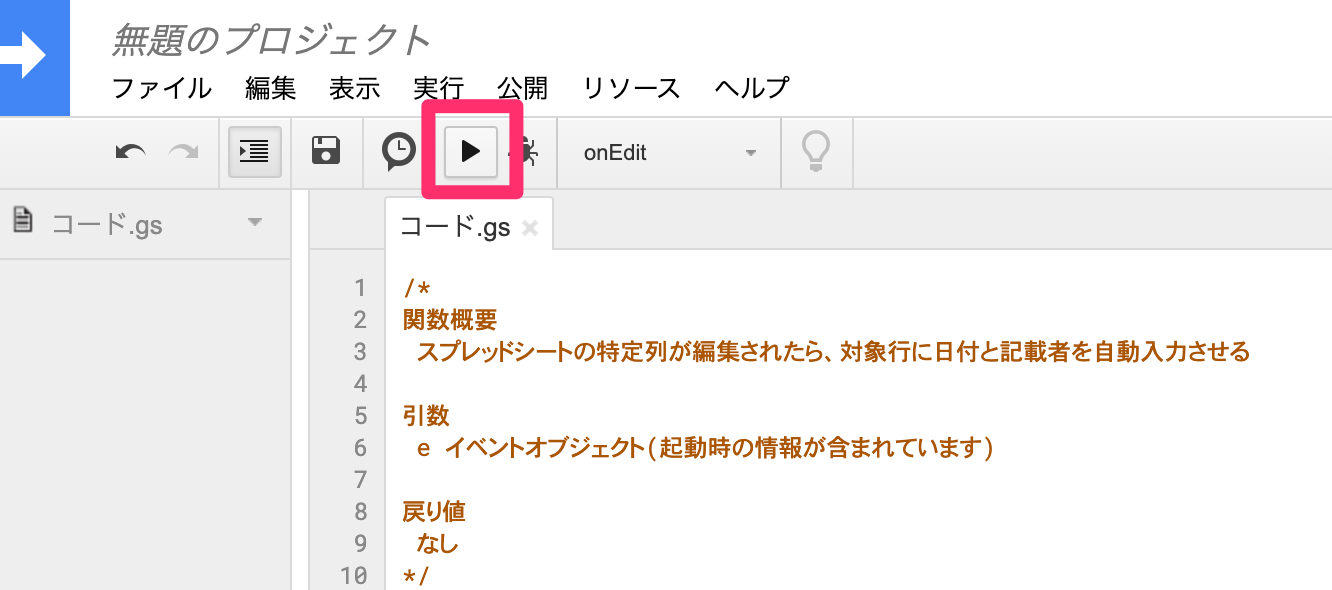 無題のプロジェクト
ファイル 編集 表示 実行 公開 リソース ヘルプ
onEdit
コード.gs
コード.gs
1 /*
2 関数概要
3 スプレッドシートの特定列が編集されたら、対象行に日付と記載者を自動入力させる
4
5 引数
6 e イベントオブジェクト(起動時の情報が含まれています)
7
8 戻り値
9 なし
10 */